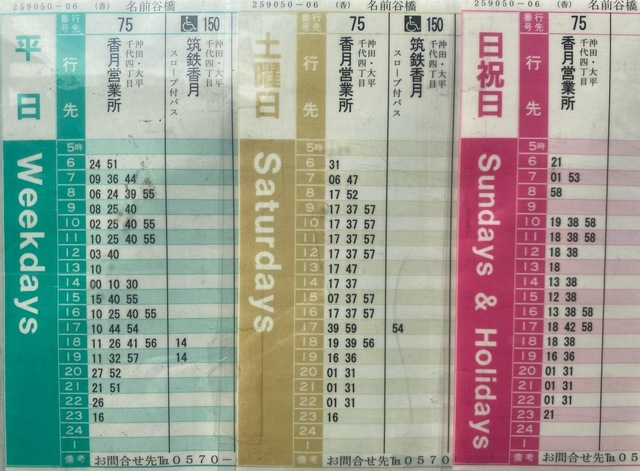 259050-06 (香) 名前谷橋
番号 行先 75 150
平日 行先
沖田・大平
千代四丁目
香月営業所
スロープ付バス
筑鉄香月
Weekdays
5時
6 24 51
7 09 36 44
8 06 24 39 55
9 08 25 40
10 02 25 40 55
11 10 25 40 55
12 03 40
13 10
14 00 10 30
15 15 40 55
16 10 25 40 55
17 10 44 54
18 11 26 41 56 14
19 11 32 57 14
20 27 52
21 21 51
22 26
23 16
24
1
備考 お問合せ先℡0570-
259050-06 (香) 名前谷橋
番号 行先 75 150
土曜日 行先
沖田・大平
千代四丁目
香月営業所
スロープ付バス
筑鉄香月
Saturdays
5時
6 31
7 06 47
8 17 52
9 17 37 57
10 17 37 57
11 17 37 57
12 17 37 57
13 17 47
14 17 37
15 07 37 57
16 17 37 57
17 39 59 54
18 19 39 56
19 16 36
20 01 31
21 01 31
22 01 31
23 16
24
1
備考 お問合せ先℡0570
259050-06 (香) 名前谷橋
番号 行先 75
日祝日 行先
沖田・大平
千代四丁目
香月営業所
Sundays & Holidays
5時
6 21
7 01 53
8 58
9
10 19 38 58
11 18 38 58
12 18 38
13 18
14 13 38
15 12 38
16 13 38 58
17 18 42 58
18 18 38
19 16 36
20 01 31
21 01 31
22 01 31
23 21
24
1
備考 お問合せ先℡05